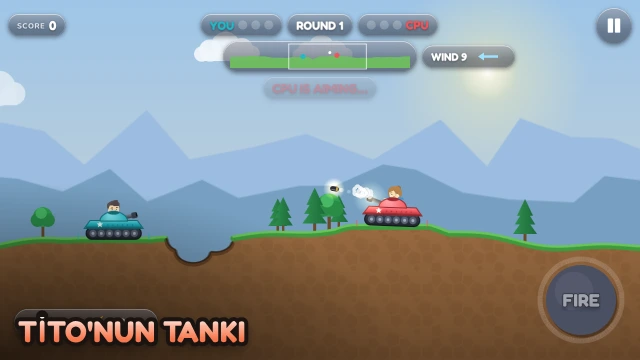 SCORE 0
YOU
ROUND 1
CPU
WIND 9
CPU IS AIMING...
FIRE
TİTO'NUN TANKI